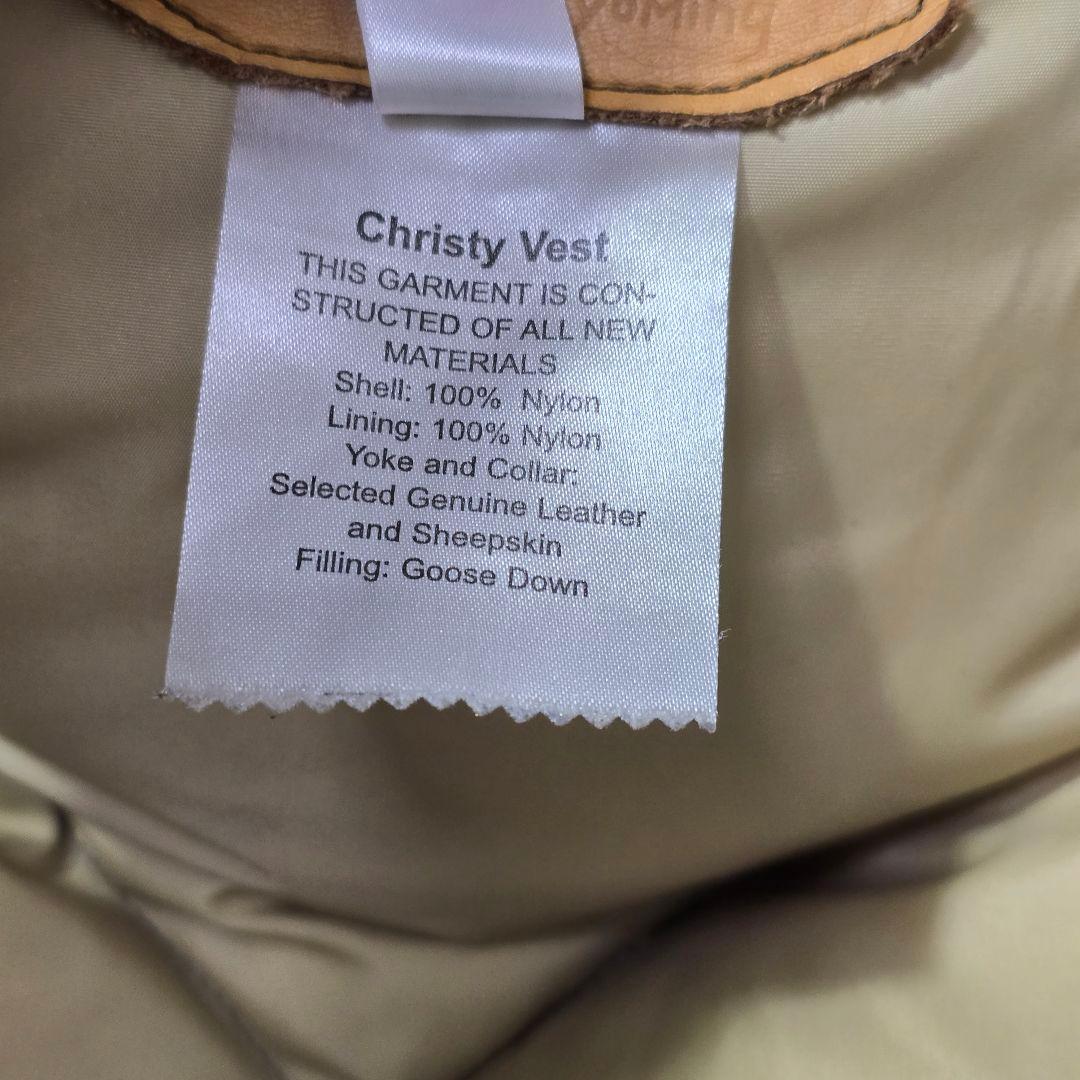 Christy Vest
THIS GARMENT IS CON-
STRUCTED OF ALL NEW
MATERIALS
Shell: 100% Nylon
Lining: 100% Nylon
Yoke and Collar:
Selected Genuine Leather
and Sheepskin
Filling: Goose Down